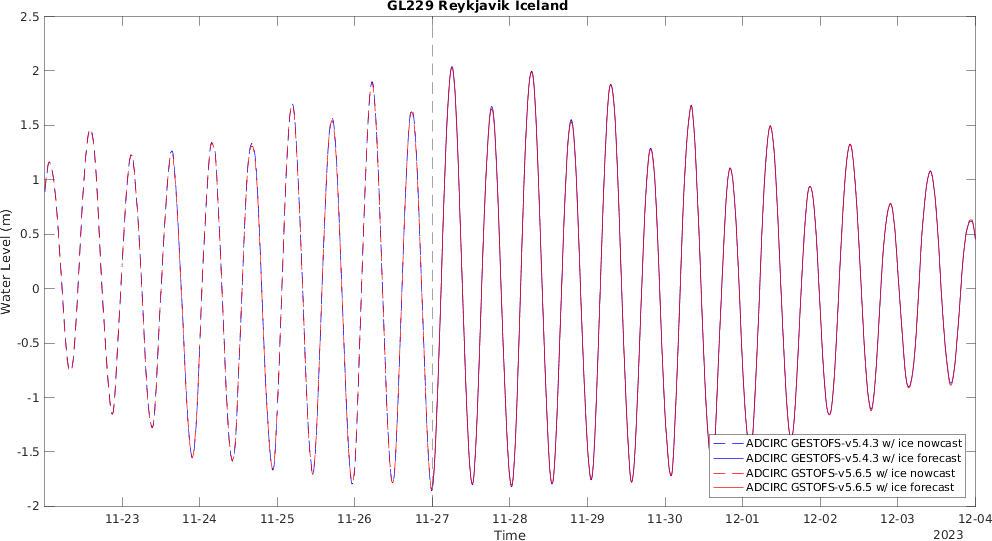 GL229 Reykjavik Iceland
2.5
2
1.5
1
0.5
0
-0.5
-1
-1.5
-2
Water Level (m)
ADCIRC GESTOFS-v5.4.3 w/ ice nowcast
ADCIRC GESTOFS-v5.4.3 w/ ice forecast
ADCIRC GSTOFS-v5.6.5 w/ ice nowcast
ADCIRC GSTOFS-v5.6.5 w/ ice forecast
11-23 11-24 11-25 11-26 11-27 11-28 11-29 11-30 12-01 12-02 12-03 12-04
Time
2023